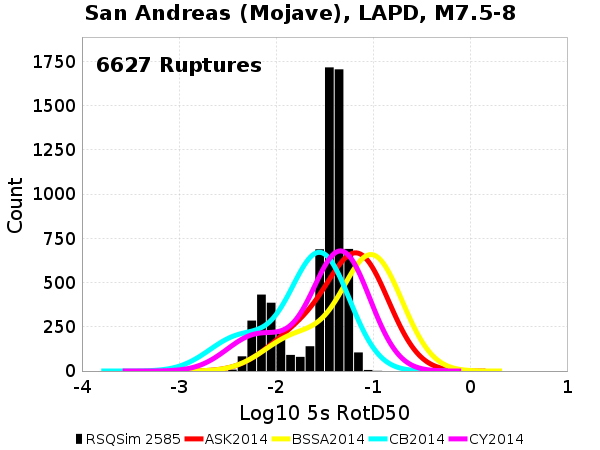 San Andreas (Mojave), LAPD, M7.5-8
6627 Ruptures
1750
1500
1250
1000
750
500
250
0
Count
-4 -3 -2 -1 0 1
Log10 5s RotD50
RSQSim 2585 ASK2014 BSSA2014 CB2014 CY2014